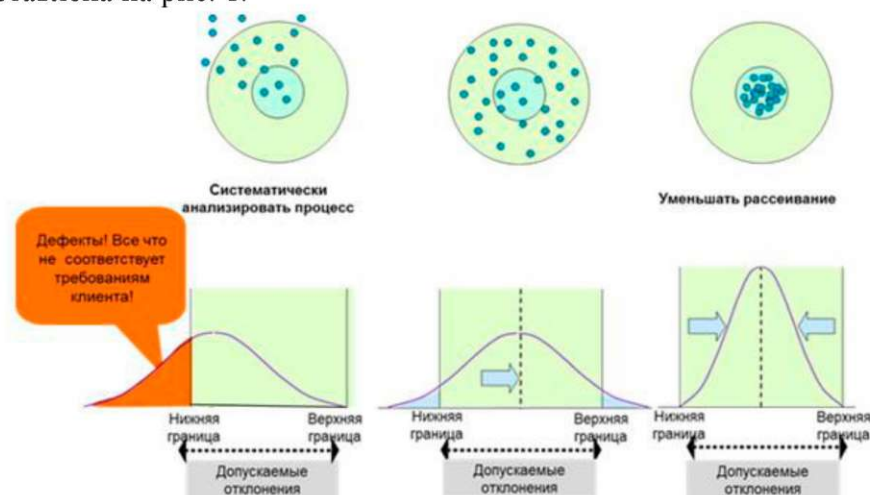 Систематически
анализировать процесс
Уменьшать рассеивание
Дефекты! Все что
не соответствует
требованиям
клиента!
Нижняя
граница
Верхняя
граница
Нижняя
граница
Верхняя
граница
Нижняя
граница
Верхняя
граница
Допускаемые
отклонения
Допускаемые
отклонения
Допускаемые
отклонения